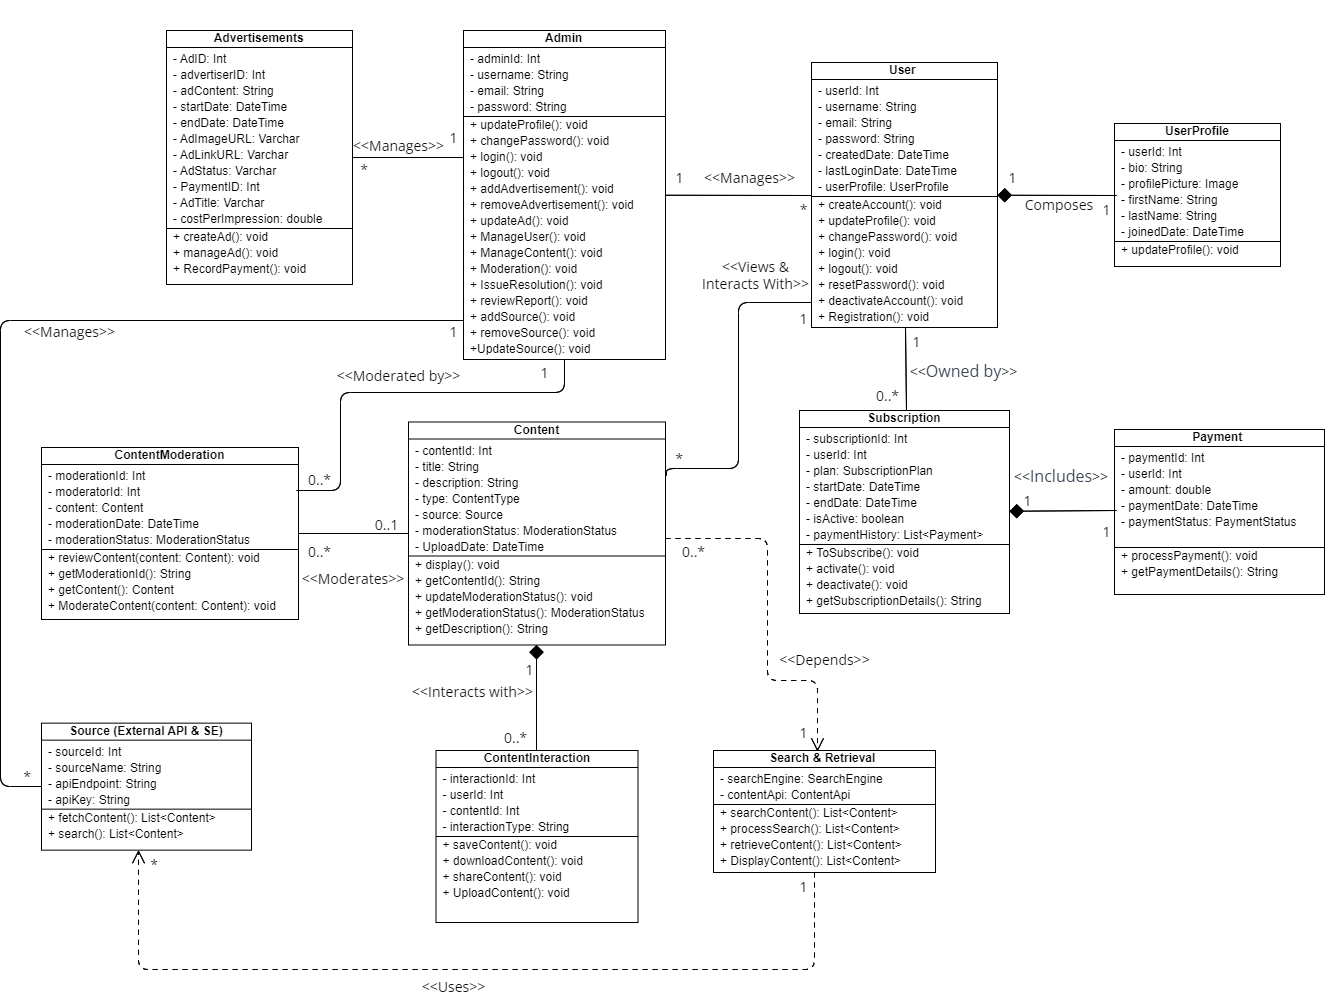 Advertisements
- AdID: Int
- advertiserID: Int
- adContent: String
- startDate: DateTime
- endDate: DateTime
- AdImageURL: Varchar
- AdLinkURL: Varchar
- AdStatus: Varchar
- PaymentID: Int
- AdTitle: Varchar
- costPerImpression: double
+ createAd(): void
+ manageAd(): void
+ RecordPayment(): void
<<Manages>>
1
*
Admin
- adminId: Int
- username: String
- email: String
- password: String
+ updateProfile(): void
+ changePassword(): void
+ login(): void
+ logout(): void
+ addAdvertisement(): void
+ removeAdvertisement(): void
+ updateAd(): void
+ ManageUser(): void
+ ManageContent(): void
+ Moderation(): void
+ IssueResolution(): void
+ reviewReport(): void
+ addSource(): void
+ removeSource(): void
+UpdateSource(): void
1
<<Manages>>
*
User
- userId: Int
- username: String
- email: String
- password: String
- createdDate: DateTime
- lastLoginDate: DateTime
- userProfile: UserProfile
+ createAccount(): void
+ updateProfile(): void
+ changePassword(): void
+ login(): void
+ logout(): void
+ resetPassword(): void
+ deactivateAccount(): void
+ Registration(): void
1
Composes
1
UserProfile
- userId: Int
- bio: String
- profilePicture: Image
- firstName: String
- lastName: String
- joinedDate: DateTime
+ updateProfile(): void
<<Views &
Interacts With>>
1
*
<<Manages>>
1
*
<<Moderated by>>
1
0..*
1
<<Owned by>>
0..*
ContentModeration
- moderationId: Int
- moderatorId: Int
- content: Content
- moderationDate: DateTime
- moderationStatus: ModerationStatus
+ reviewContent(content: Content): void
+ getModerationId(): String
+ getContent(): Content
+ ModerateContent(content: Content): void
0..1
0..*
<<Moderates>>
Content
- contentId: Int
- title: String
- description: String
- type: ContentType
- source: Source
- moderationStatus: ModerationStatus
- UploadDate: DateTime
+ display(): void
+ getContentId(): String
+ updateModerationStatus(): void
+ getModerationStatus(): ModerationStatus
+ getDescription(): String
Subscription
- subscriptionId: Int
- userId: Int
- plan: SubscriptionPlan
- startDate: DateTime
- endDate: DateTime
- isActive: boolean
- paymentHistory: List<Payment>
+ ToSubscribe(): void
+ activate(): void
+ deactivate(): void
+ getSubscriptionDetails(): String
<<Includes>>
1
1
Payment
- paymentId: Int
- userId: Int
- amount: double
- paymentDate: DateTime
- paymentStatus: PaymentStatus
+ processPayment(): void
+ getPaymentDetails(): String
0..*
<<Depends>>
1
1
<<Interacts with>>
0..*
Source (External API & SE)
- sourceId: Int
- sourceName: String
- apiEndpoint: String
- apiKey: String
+ fetchContent(): List<Content>
+ search(): List<Content>
*
ContentInteraction
- interactionId: Int
- userId: Int
- contentId: Int
- interactionType: String
+ saveContent(): void
+ downloadContent(): void
+ shareContent(): void
+ UploadContent(): void
Search & Retrieval
- searchEngine: SearchEngine
- contentApi: ContentApi
+ searchContent(): List<Content>
+ processSearch(): List<Content>
+ retrieveContent(): List<Content>
+ DisplayContent(): List<Content>
1
<<Uses>>